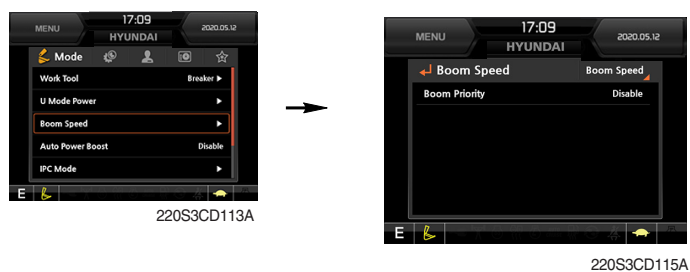 MENU
17:09
HYUNDAI
2020.05.12
Mode
Work Tool
Breaker ▶
U Mode Power ▶
Boom Speed ▶
Auto Power Boost
Disable
IPC Mode ▶
E
220S3CD113A
MENU
17:09
HYUNDAI
2020.05.12
Boom Speed
Boom Speed
Boom Priority
Disable
E
220S3CD115A